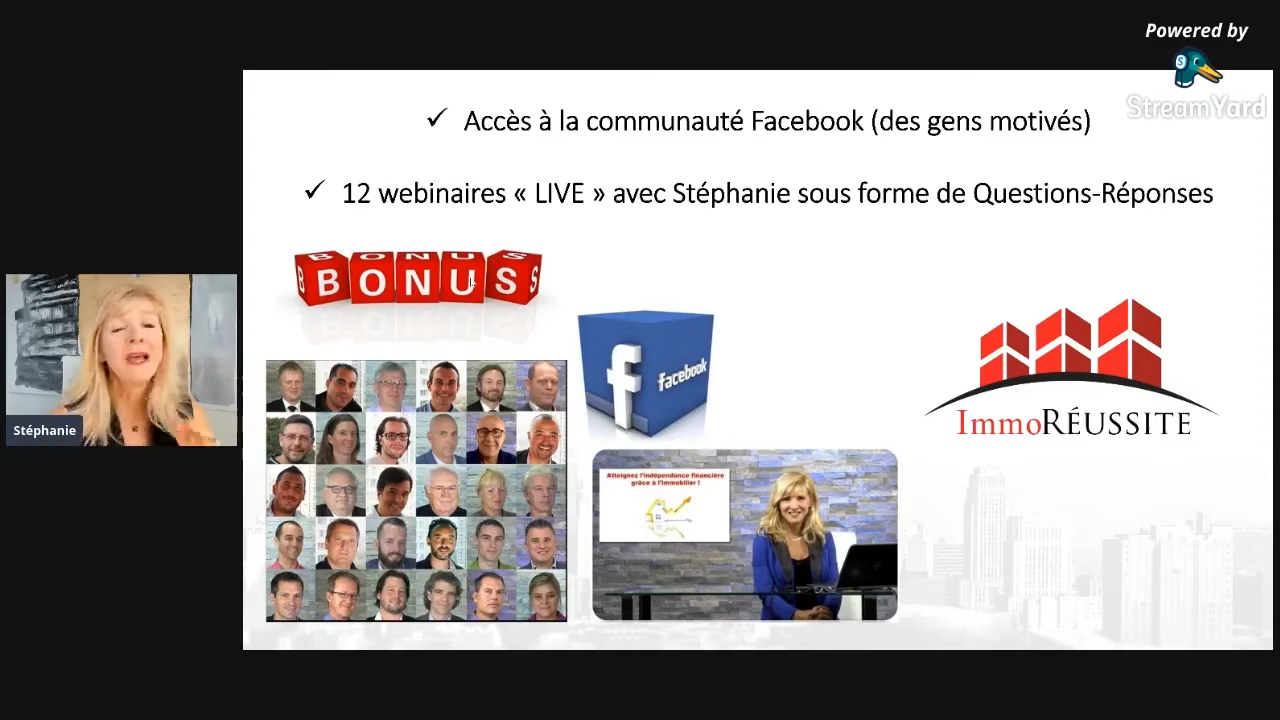 Powered by
StreamYard
✓ Accès à la communauté Facebook (des gens motivés)
✓ 12 webinaires « LIVE » avec Stéphanie sous forme de Questions-Réponses
BONUS
BONUS
facebook
ImmoRÉUSSITE
Stéphanie
Atteignez l'indépendance financière
grâce à l'immobilier !